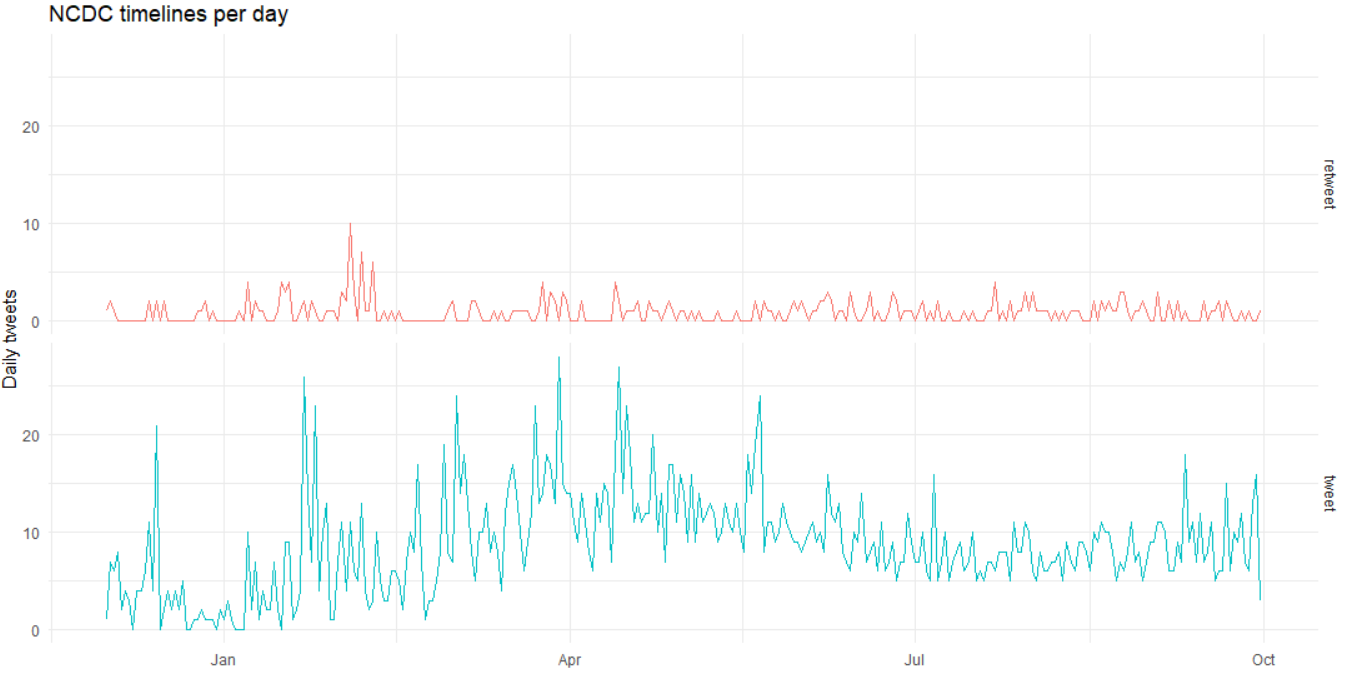 NCDC timelines per day
Daily tweets
20
10
0
retweet
20
10
0
tweet
Jan
Apr
Jul
Oct